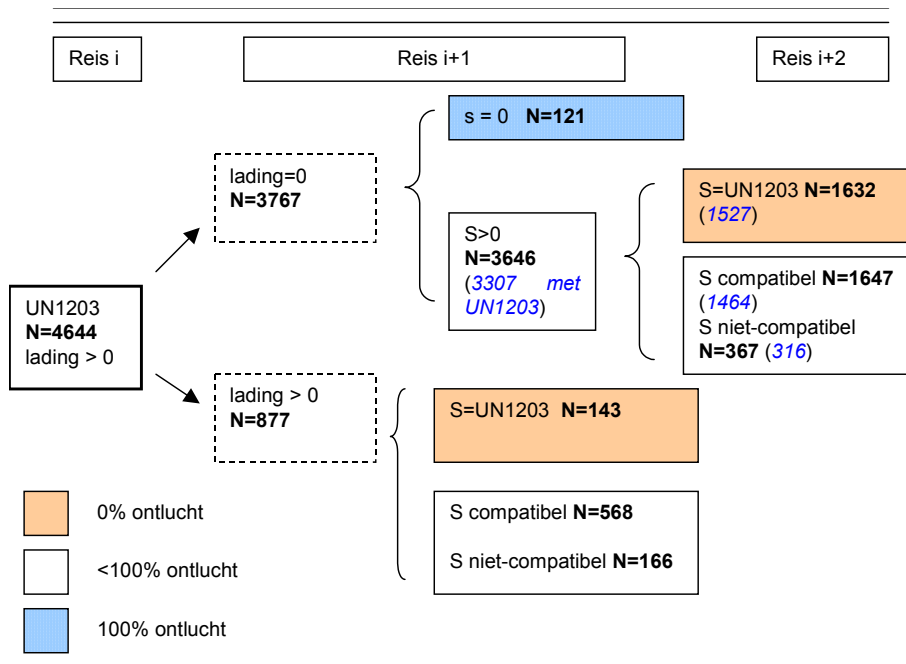 Reis i
Reis i+1
Reis i+2
s = 0 N=121
lading=0
N=3767
S=UN1203 N=1632
(1527)
S>0
N=3646
(3307 met
UN1203)
S compatibel N=1647
(1464)
S niet-compatibel
N=367 (316)
UN1203
N=4644
lading > 0
lading > 0
N=877
S=UN1203 N=143
S compatibel N=568
S niet-compatibel N=166
0% ontlucht
<100% ontlucht
100% ontlucht